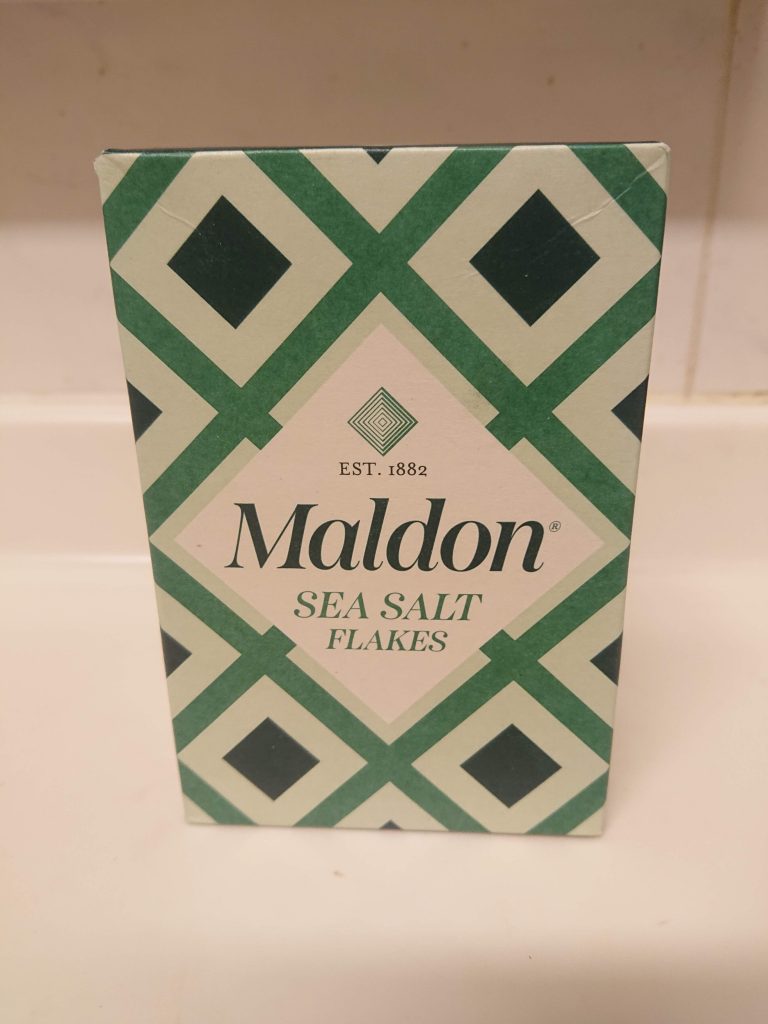 EST. 1882
Maldon®
SEA SALT
FLAKES